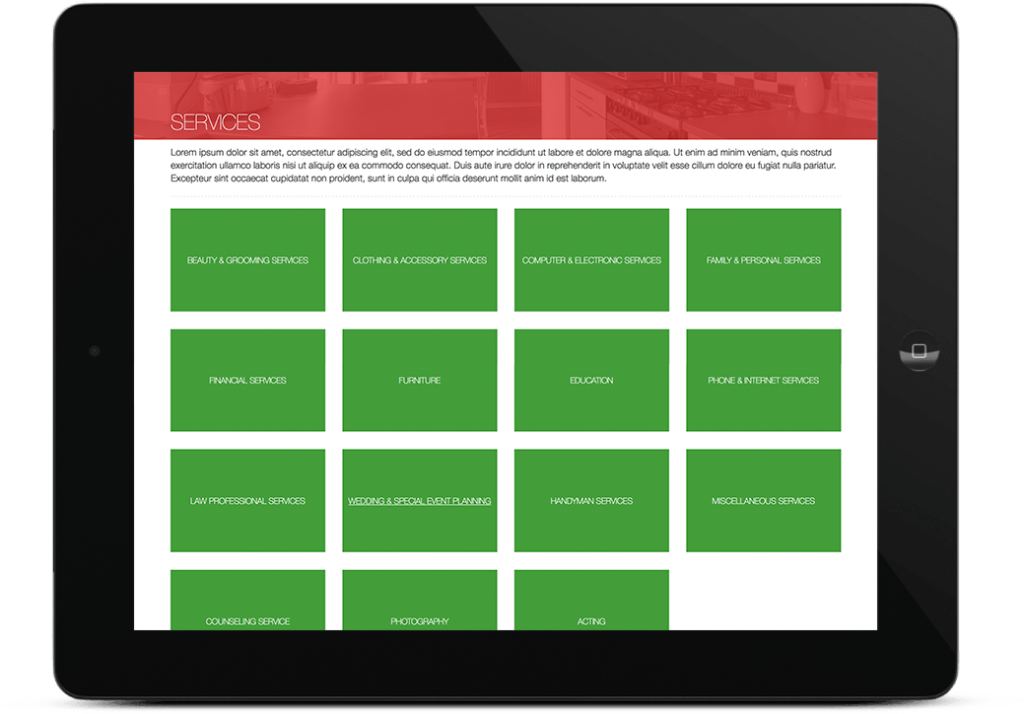 SERVICES
Lorem ipsum dolor sit amet, consectetur adipiscing elit, sed do eiusmod tempor incididunt ut labore et dolore magna aliqua. Ut enim ad minim veniam, quis nostrud
exercitation ullamco laboris nisi ut aliquip ex ea commodo consequat. Duis aute irure dolor in reprehenderit in voluptate velit esse cillum dolore eu fugiat nulla pariatur.
Excepteur sint occaecat cupidatat non proident, sunt in culpa qui officia deserunt mollit anim id est laborum.
BEAUTY & GROOMING SERVICES
CLOTHING & ACCESSORY SERVICES
COMPUTER & ELECTRONIC SERVICES
FAMILY & PERSONAL SERVICES
FINANCIAL SERVICES
FURNITURE
EDUCATION
PHONE & INTERNET SERVICES
LAW PROFESSIONAL SERVICES
WEDDING & SPECIAL EVENT PLANNING
HANDYMAN SERVICES
MISCELLANEOUS SERVICES
COUNSELING SERVICE
PHOTOGRAPHY
ACTING